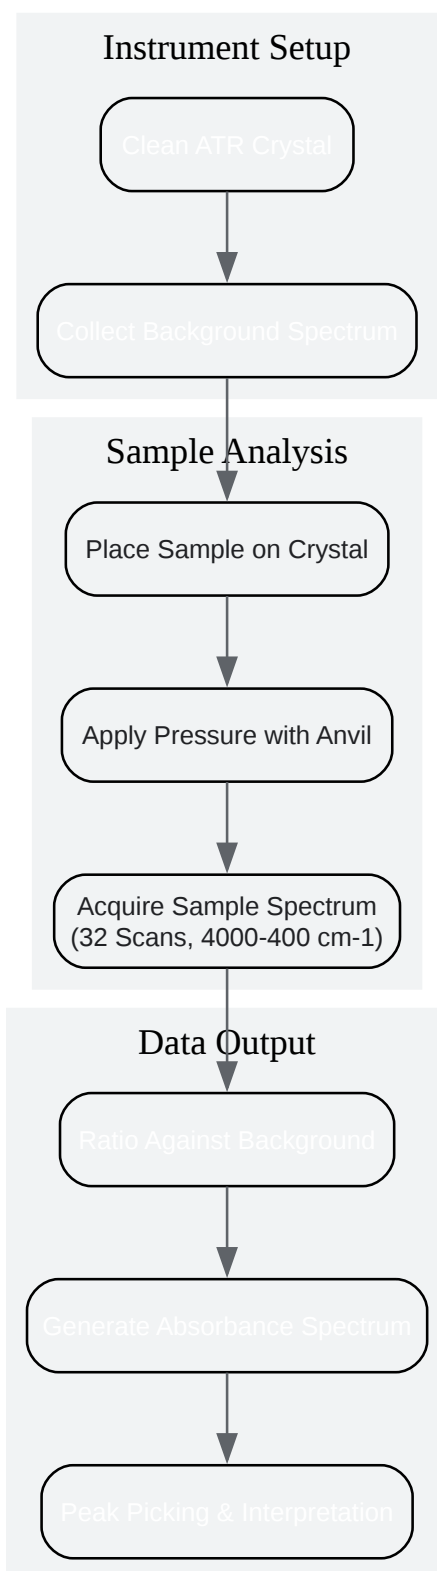 Instrument Setup
Clean ATR Crystal
Collect Background Spectrum
Sample Analysis
Place Sample on Crystal
Apply Pressure with Anvil
Acquire Sample Spectrum
(32 Scans, 4000-400 cm-1)
Data Output
Ratio Against Background
Generate Absorbance Spectrum
Peak Picking & Interpretation